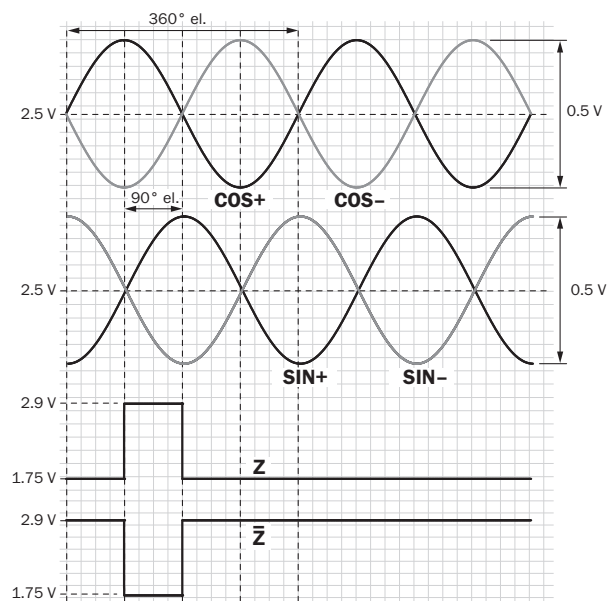 360° el.
2.5 V
0.5 V
90° el.
COS+
COS–
2.5 V
0.5 V
SIN+
SIN–
2.9 V
Z
1.75 V
2.9 V
Z̅
1.75 V